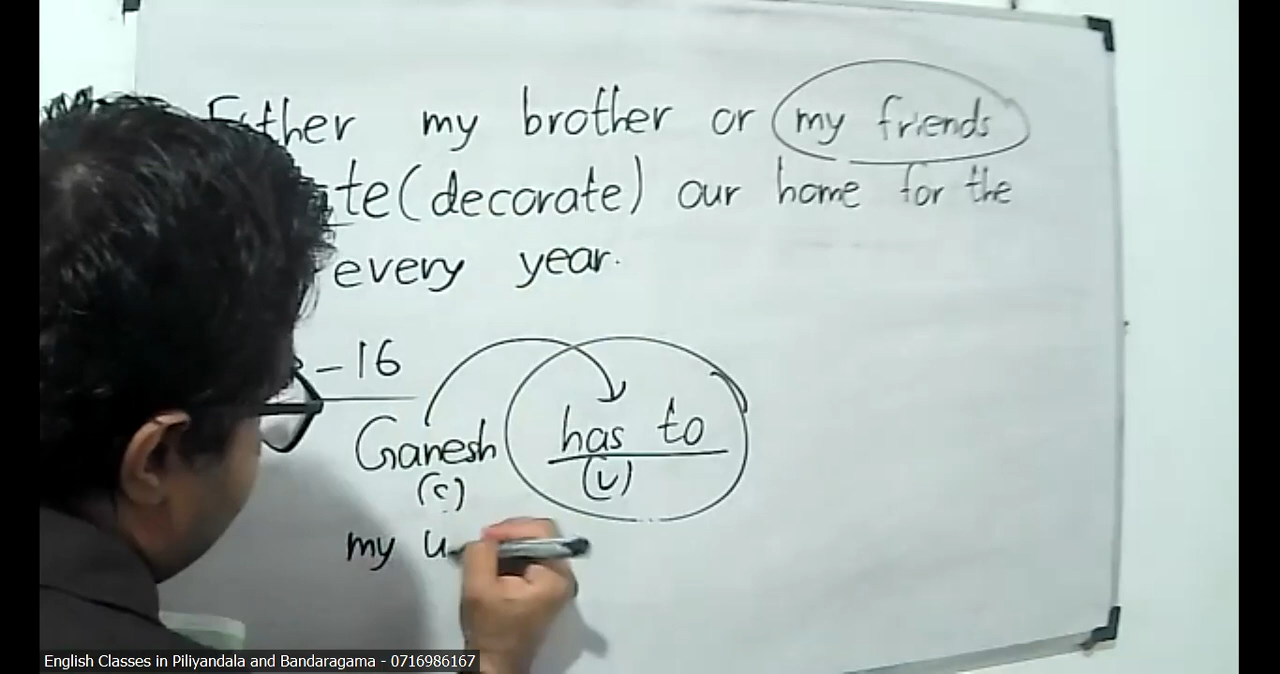 Either my brother or my friends
(decorate) our home for the
every year.
-16
Ganesh has to
(S) (V)
my
English Classes in Piliyandala and Bandaragama - 0716986167